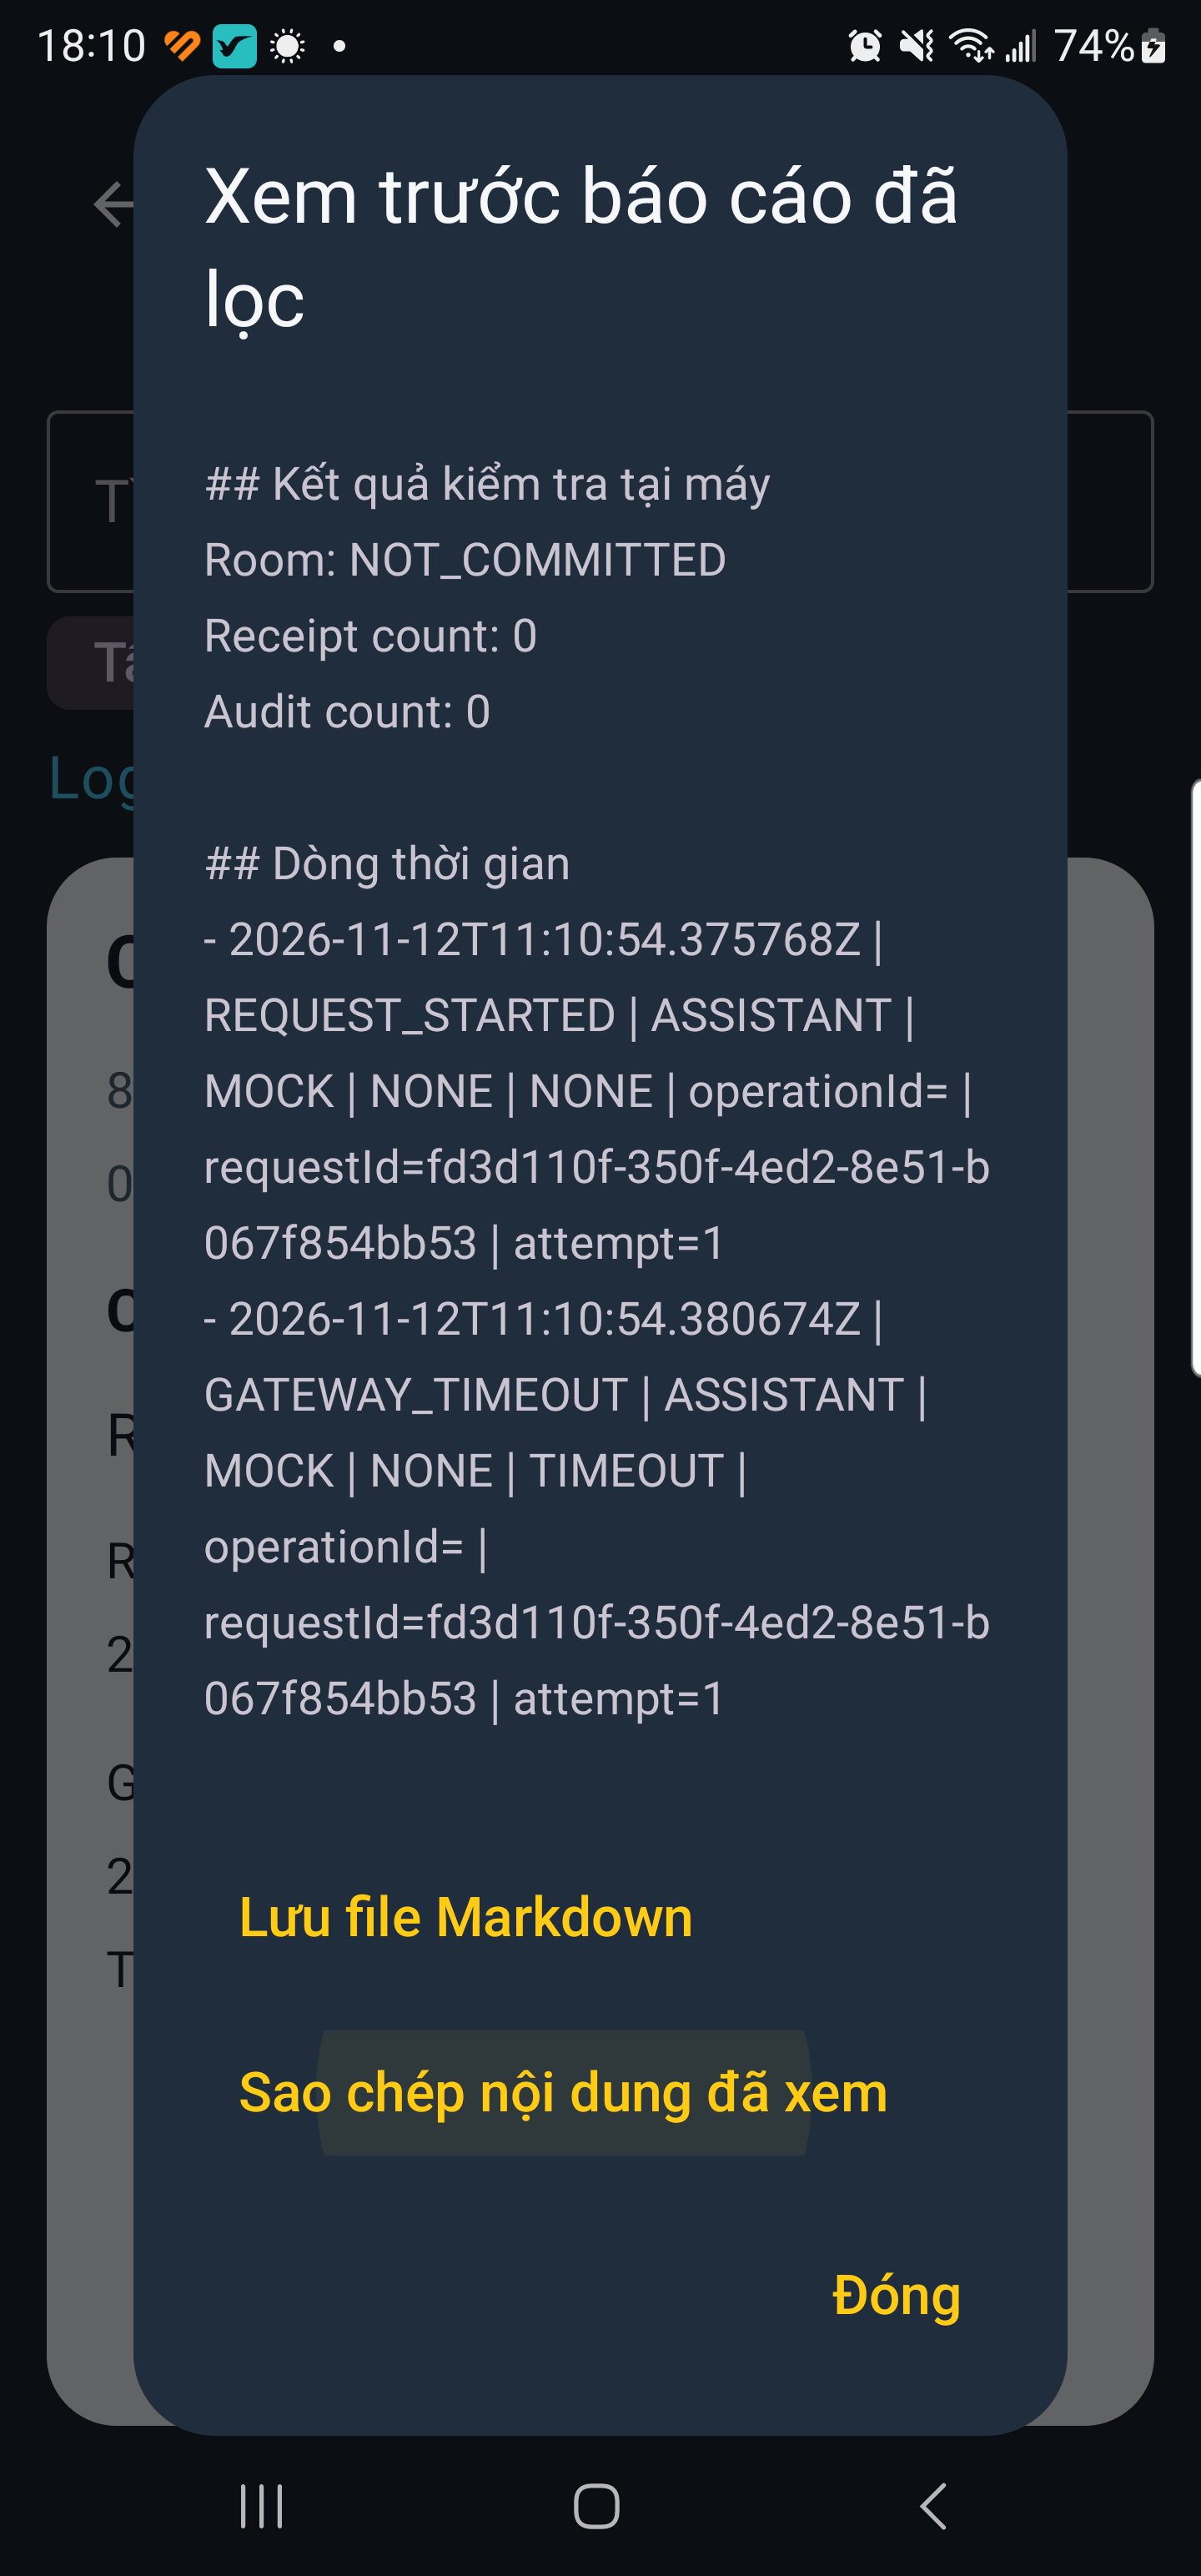 18:10
74%
Xem trước báo cáo đã
lọc
## Kết quả kiểm tra tại máy
Room: NOT_COMMITTED
Receipt count: 0
Audit count: 0
Log
## Dòng thời gian
- 2026-11-12T11:10:54.375768Z |
REQUEST_STARTED | ASSISTANT |
MOCK | NONE | NONE | operationId= |
requestId=fd3d110f-350f-4ed2-8e51-b
067f854bb53 | attempt=1
- 2026-11-12T11:10:54.380674Z |
GATEWAY_TIMEOUT | ASSISTANT |
MOCK | NONE | TIMEOUT |
operationId= |
requestId=fd3d110f-350f-4ed2-8e51-b
067f854bb53 | attempt=1
Lưu file Markdown
Sao chép nội dung đã xem
Đóng